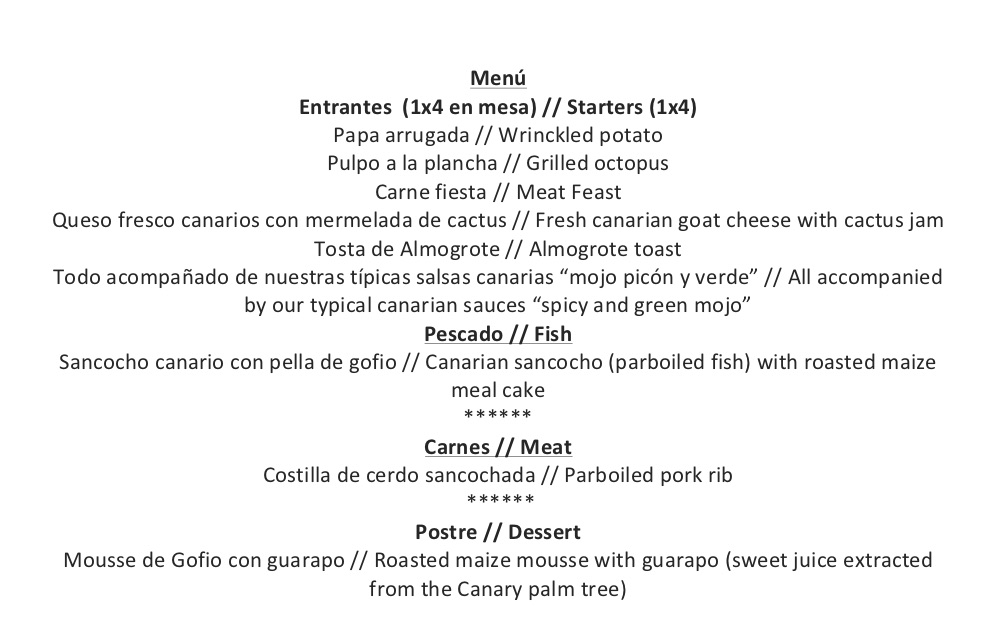 Menú
Entrantes  (1x4 en mesa) // Starters (1x4)
Papa arrugada // Wrinckled potato
Pulpo a la plancha // Grilled octopus
Carne fiesta // Meat Feast
Queso fresco canarios con mermelada de cactus // Fresh canarian goat cheese with cactus jam
Tosta de Almogrote // Almogrote toast
Todo acompañado de nuestras típicas salsas canarias “mojo picón y verde” // All accompanied
by our typical canarian sauces “spicy and green mojo”
Pescado // Fish
Sancocho canario con pella de gofio // Canarian sancocho (parboiled fish) with roasted maize
meal cake
******
Carnes // Meat
Costilla de cerdo sancochada // Parboiled pork rib
******
Postre // Dessert
Mousse de Gofio con guarapo // Roasted maize mousse with guarapo (sweet juice extracted
from the Canary palm tree)